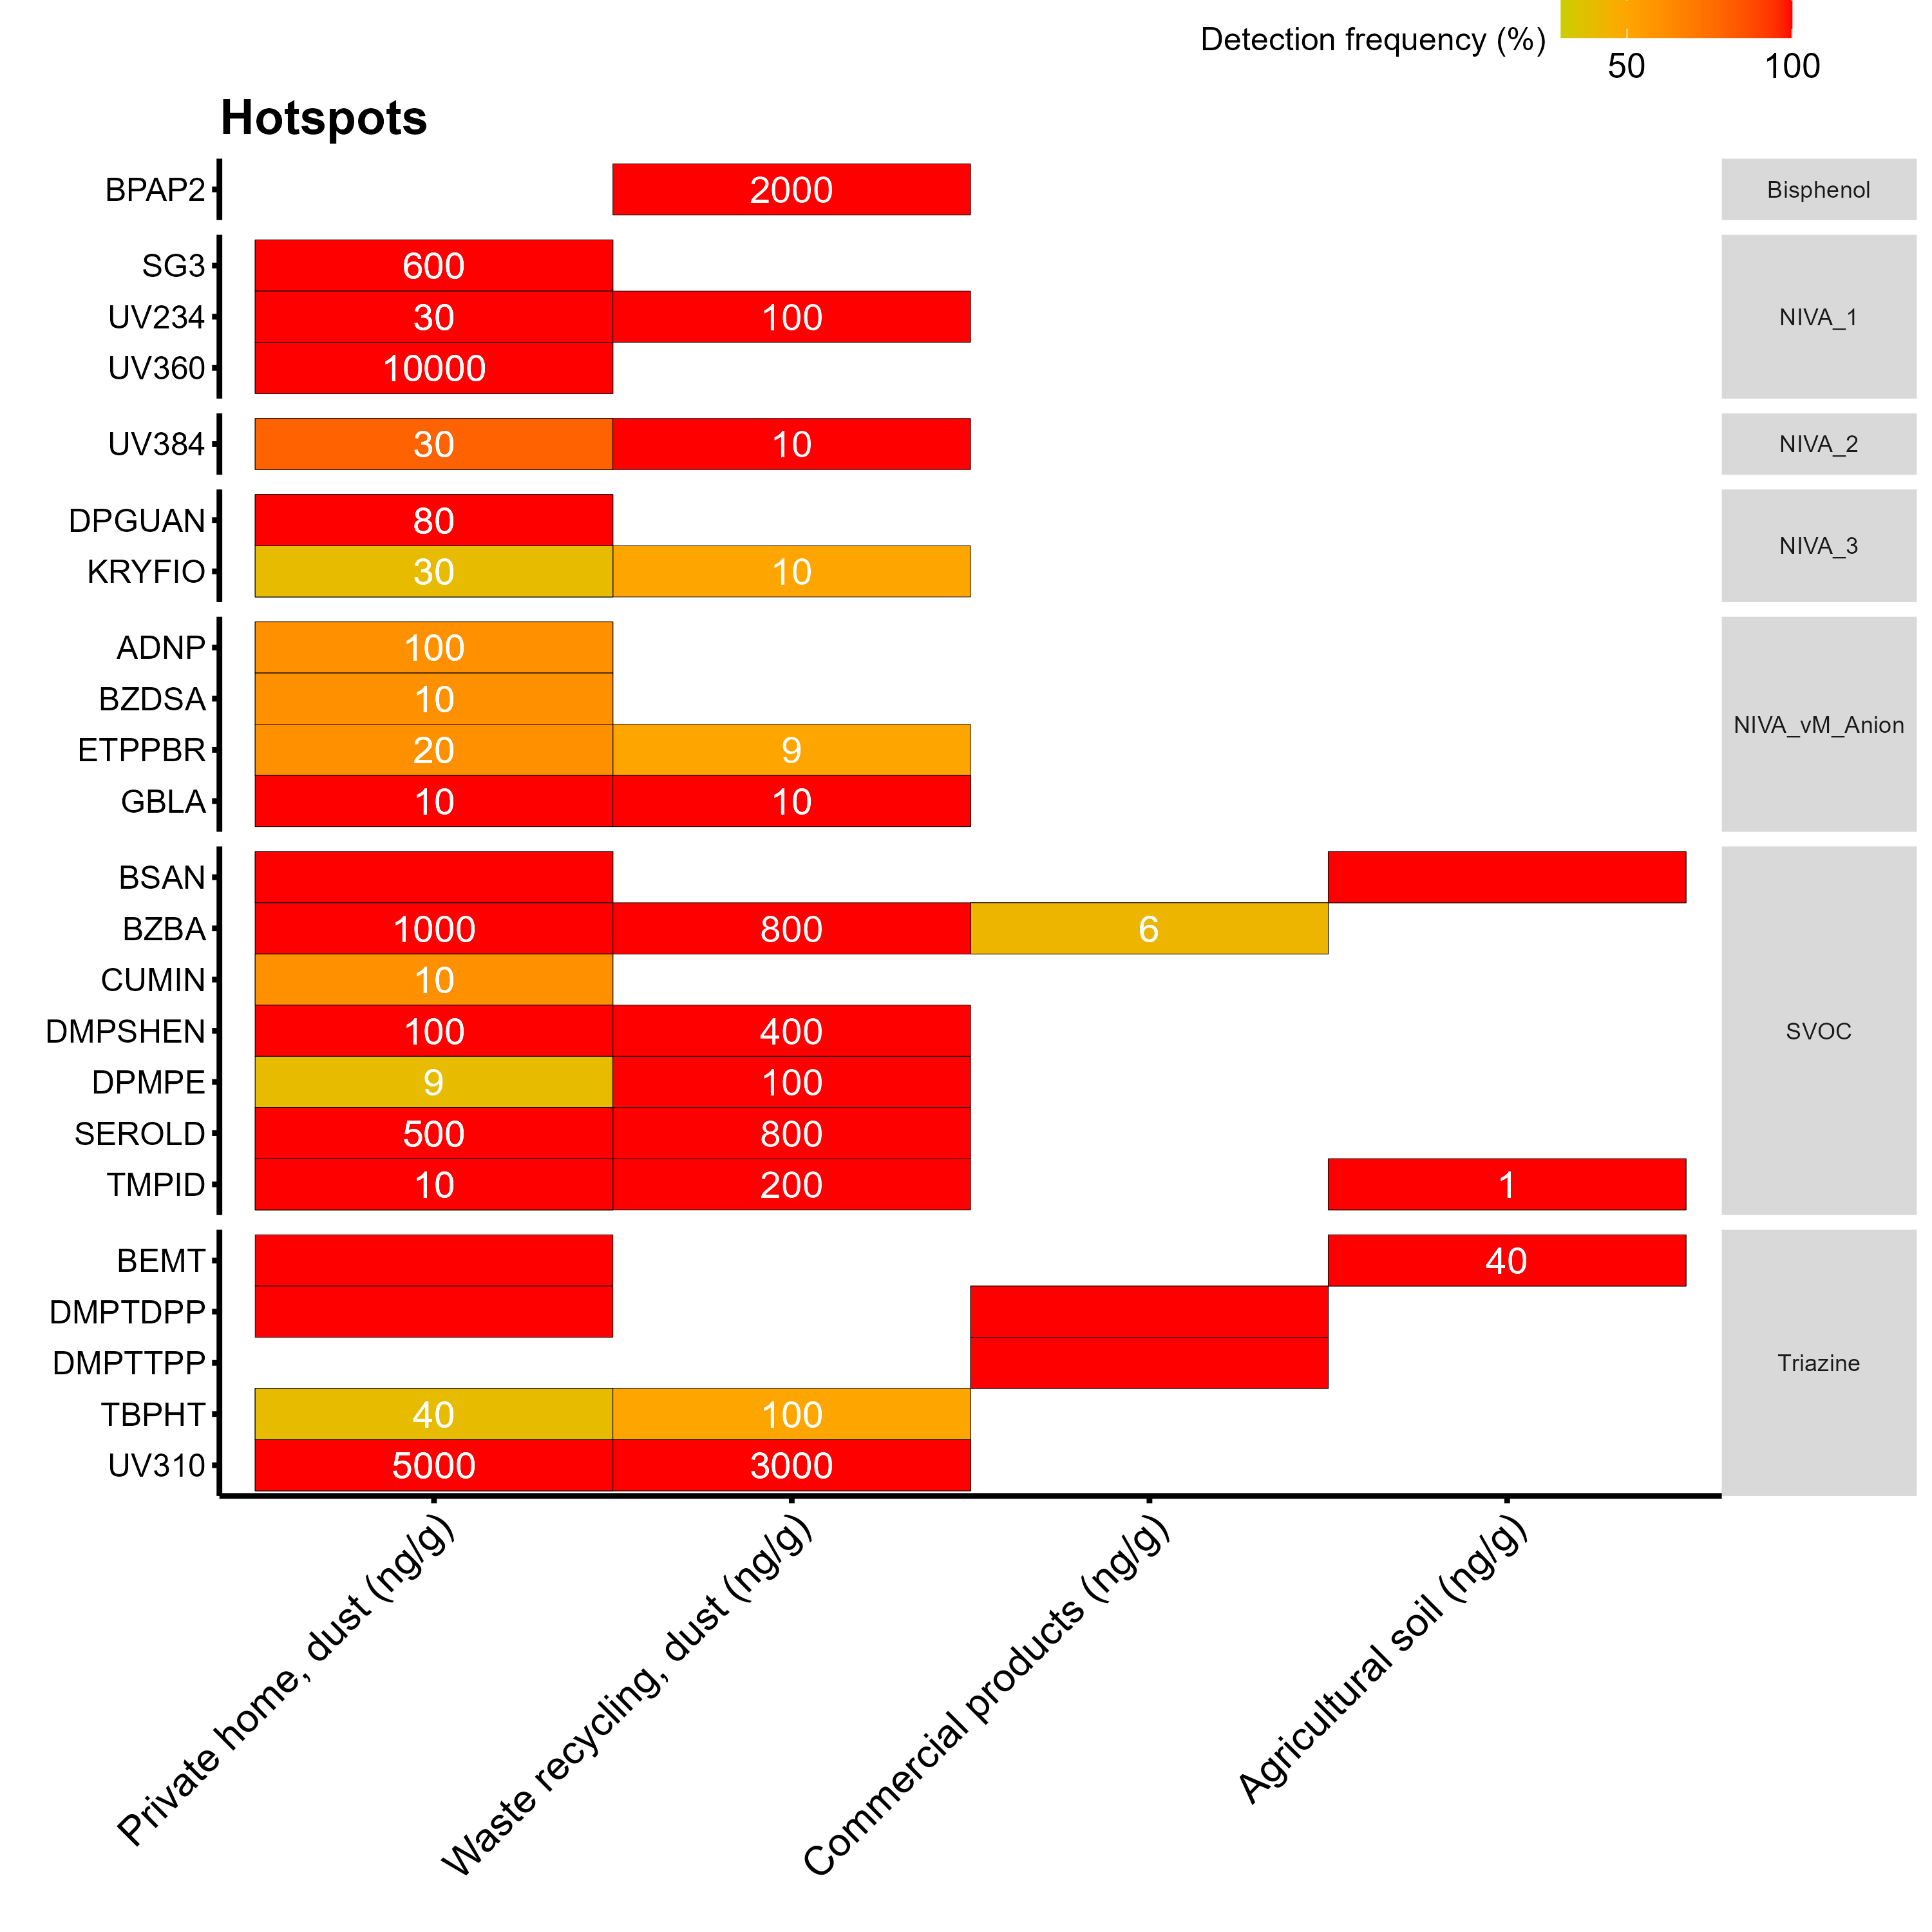 Detection frequency (%)
50 100
Hotspots
BPAP2 2000 Bisphenol
SG3 600
UV234 30 100 NIVA_1
UV360 10000
UV384 30 10 NIVA_2
DPGUAN 80
NIVA_3
KRYFIO 30 10
ADNP 100
BZDSA 10
NIVA_vM_Anion
ETPPBR 20 9
GBLA 10 10
BSAN
BZBA 1000 800 6
CUMIN 10
DMPSHEN 100 400 SVOC
DPMPE 9 100
SEROLD 500 800
TMPID 10 200 1
BEMT 40
DMPTDPP
DMPTTPP Triazine
TBPHT 40 100
UV310 5000 3000
Private home, dust (ng/g)
Waste recycling, dust (ng/g)
Commercial products (ng/g)
Agricultural soil (ng/g)